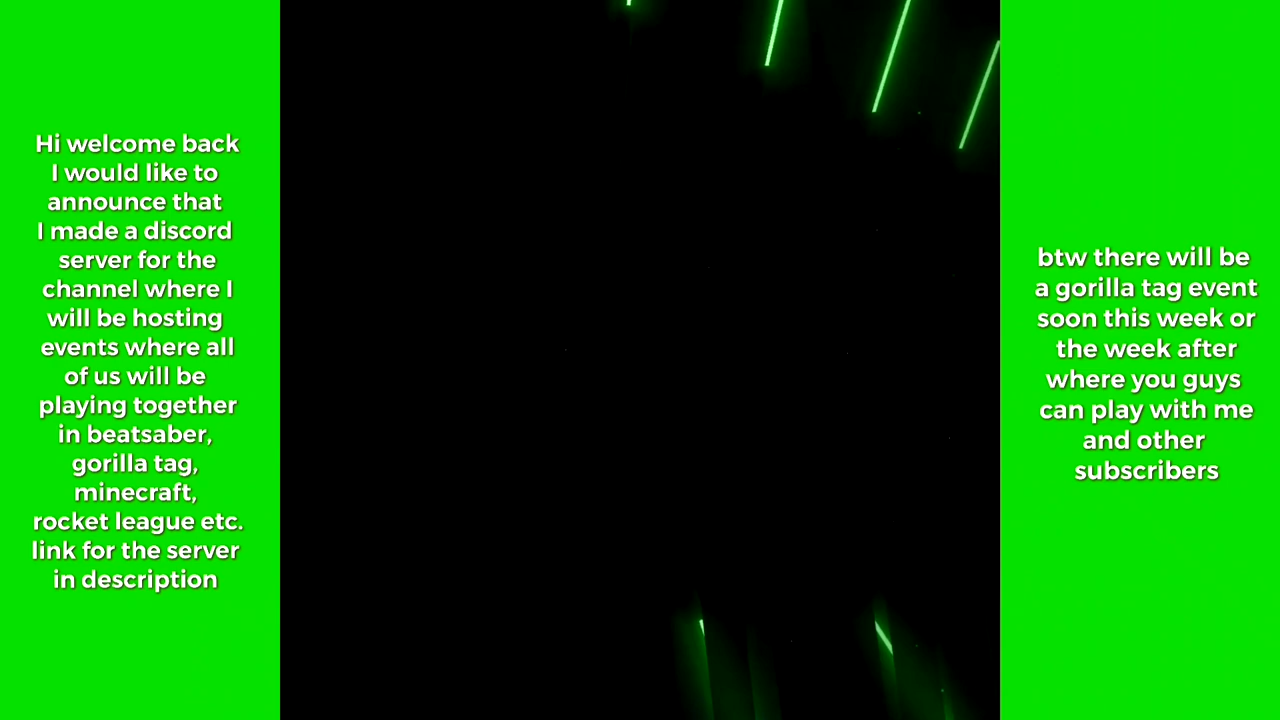 Hi welcome back
I would like to
announce that
I made a discord
server for the
channel where I
will be hosting
events where all
of us will be
playing together
in beatsaber,
gorilla tag,
minecraft,
rocket league etc.
link for the server
in description
btw there will be
a gorilla tag event
soon this week or
the week after
where you guys
can play with me
and other
subscribers